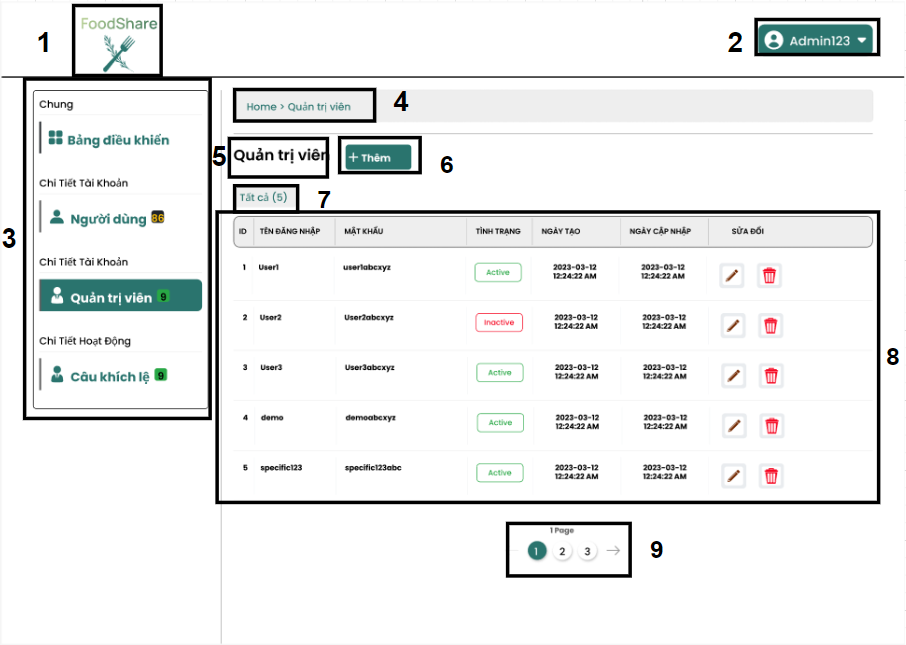 1
FoodShare
2
Admin123
3
Chung
Bảng điều khiển
Chi Tiết Tài Khoản
Người dùng 86
Chi Tiết Tài Khoản
Quản trị viên 9
Chi Tiết Hoạt Động
Câu khích lệ 9
Home > Quản trị viên
4
5
Quản trị viên
+ Thêm
6
Tất cả (5)
7
ID TÊN ĐĂNG NHẬP MẬT KHẨU TÌNH TRẠNG NGÀY TẠO NGÀY CẬP NHẬP SỬA ĐỔI
1 User1 user1abcxyz Active 2023-03-12 12:24:22 AM 2023-03-12 12:24:22 AM
2 User2 User2abcxyz Inactive 2023-03-12 12:24:22 AM 2023-03-12 12:24:22 AM
3 User3 User3abcxyz Active 2023-03-12 12:24:22 AM 2023-03-12 12:24:22 AM
4 demo demoabcxyz Active 2023-03-12 12:24:22 AM 2023-03-12 12:24:22 AM
5 specific123 specific123abc Active 2023-03-12 12:24:22 AM 2023-03-12 12:24:22 AM
8
1 Page
1 2 3 →
9